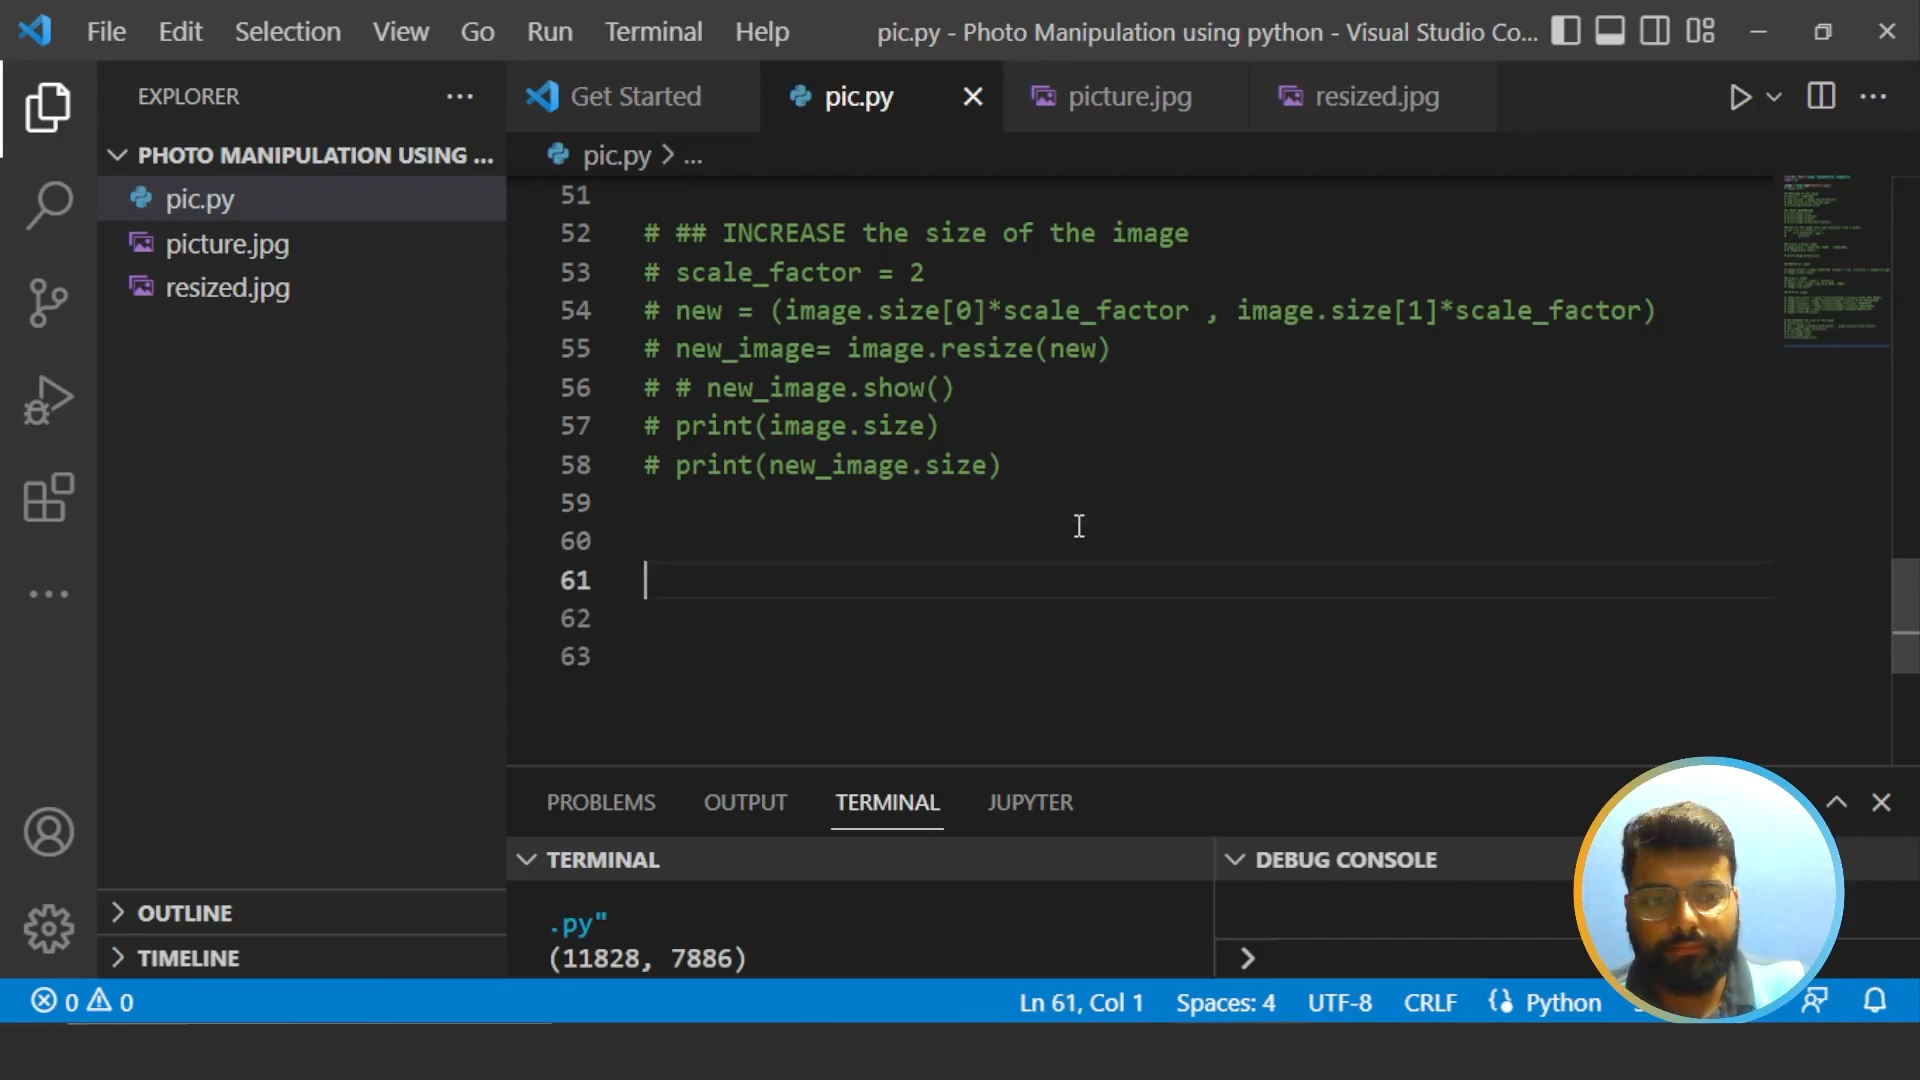 File Edit Selection View Go Run Terminal Help pic.py - Photo Manipulation using python - Visual Studio Co...
EXPLORER
Get Started pic.py picture.jpg resized.jpg
PHOTO MANIPULATION USING ...
pic.py > ...
pic.py
picture.jpg
resized.jpg
51
52 # ## INCREASE the size of the image
53 # scale_factor = 2
54 # new = (image.size[0]*scale_factor , image.size[1]*scale_factor)
55 # new_image= image.resize(new)
56 # # new_image.show()
57 # print(image.size)
58 # print(new_image.size)
59
60
61
62
63
PROBLEMS OUTPUT TERMINAL JUPYTER
TERMINAL DEBUG CONSOLE
.py"
(11828, 7886)
OUTLINE
TIMELINE
0 0 Ln 61, Col 1 Spaces: 4 UTF-8 CRLF Python